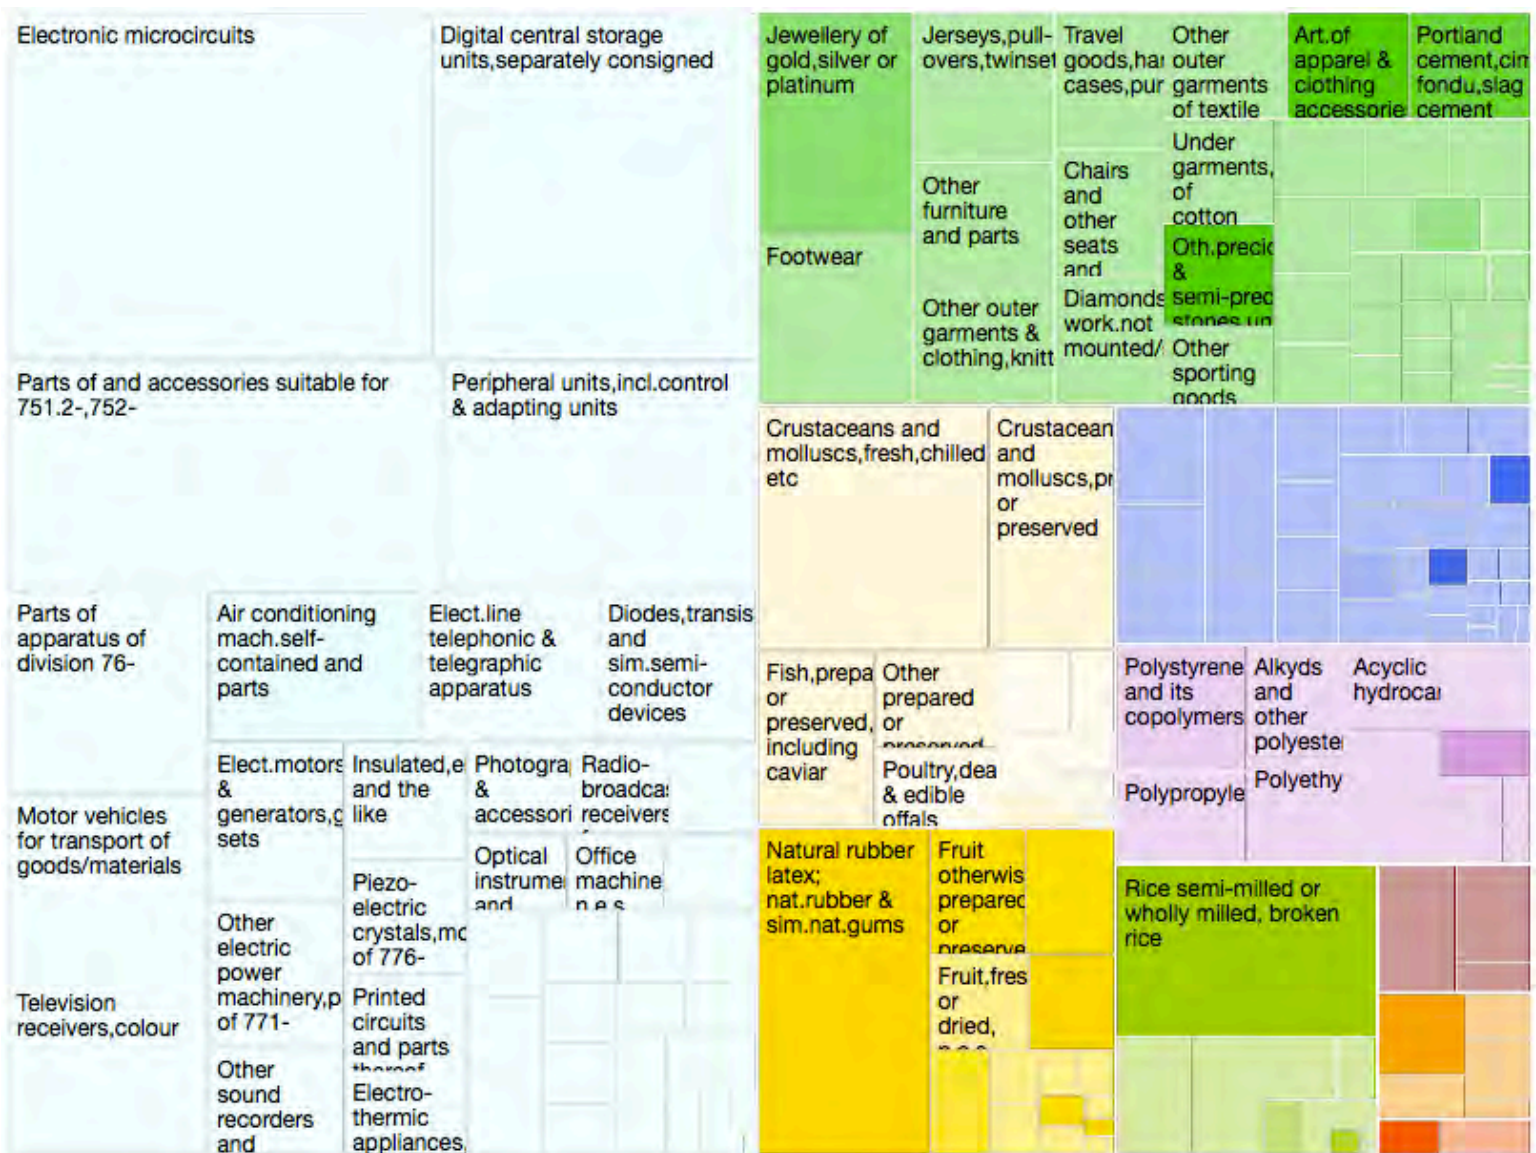 Electronic microcircuits
Digital central storage
units,separately consigned
Parts of and accessories suitable for
751.2-,752-
Peripheral units,incl.control
& adapting units
Parts of
apparatus of
division 76-
Air conditioning
mach.self-
contained and
parts
Elect.line
telephonic &
telegraphic
apparatus
Diodes,transis
and
sim.semi-
conductor
devices
Motor vehicles
for transport of
goods/materials
Television
receivers,colour
Elect.motors
&
generators,g
sets
Other
electric
power
machinery,p
of 771-
Other
sound
recorders
and
Insulated,e
and the
like
Piezo-
electric
crystals,mo
of 776-
Printed
circuits
and parts
thereof
Electro-
thermic
appliances,
Photogra
&
accessori
Radio-
broadcas
receivers
Optical
instrume
and
Office
machine
n.e.s
Jewellery of
gold,silver or
platinum
Footwear
Jerseys,pull-
overs,twinset
Other
furniture
and parts
Other outer
garments &
clothing,knitt
Travel
goods,han
cases,pur
Chairs
and
other
seats
and
Diamonds
work.not
mounted/
Other
outer
garments
of textile
Under
garments,
of
cotton
Oth.precio
&
semi-prec
stones,un
Other
sporting
goods
Art.of
apparel &
clothing
accessorie
Portland
cement,cim
fondu,slag
cement
Crustaceans and
molluscs,fresh,chilled
etc
Crustacean
and
molluscs,pr
or
preserved
Fish,prepa
or
preserved,
including
caviar
Other
prepared
or
preserved
Poultry,dea
& edible
offals
Polystyrene
and its
copolymers
Polypropyle
Alkyds
and
other
polyester
Polyethy
Acyclic
hydrocar
Natural rubber
latex;
nat.rubber &
sim.nat.gums
Fruit
otherwis
prepared
or
preserve
Fruit,fres
or
dried,
n.e.s
Rice semi-milled or
wholly milled, broken
rice